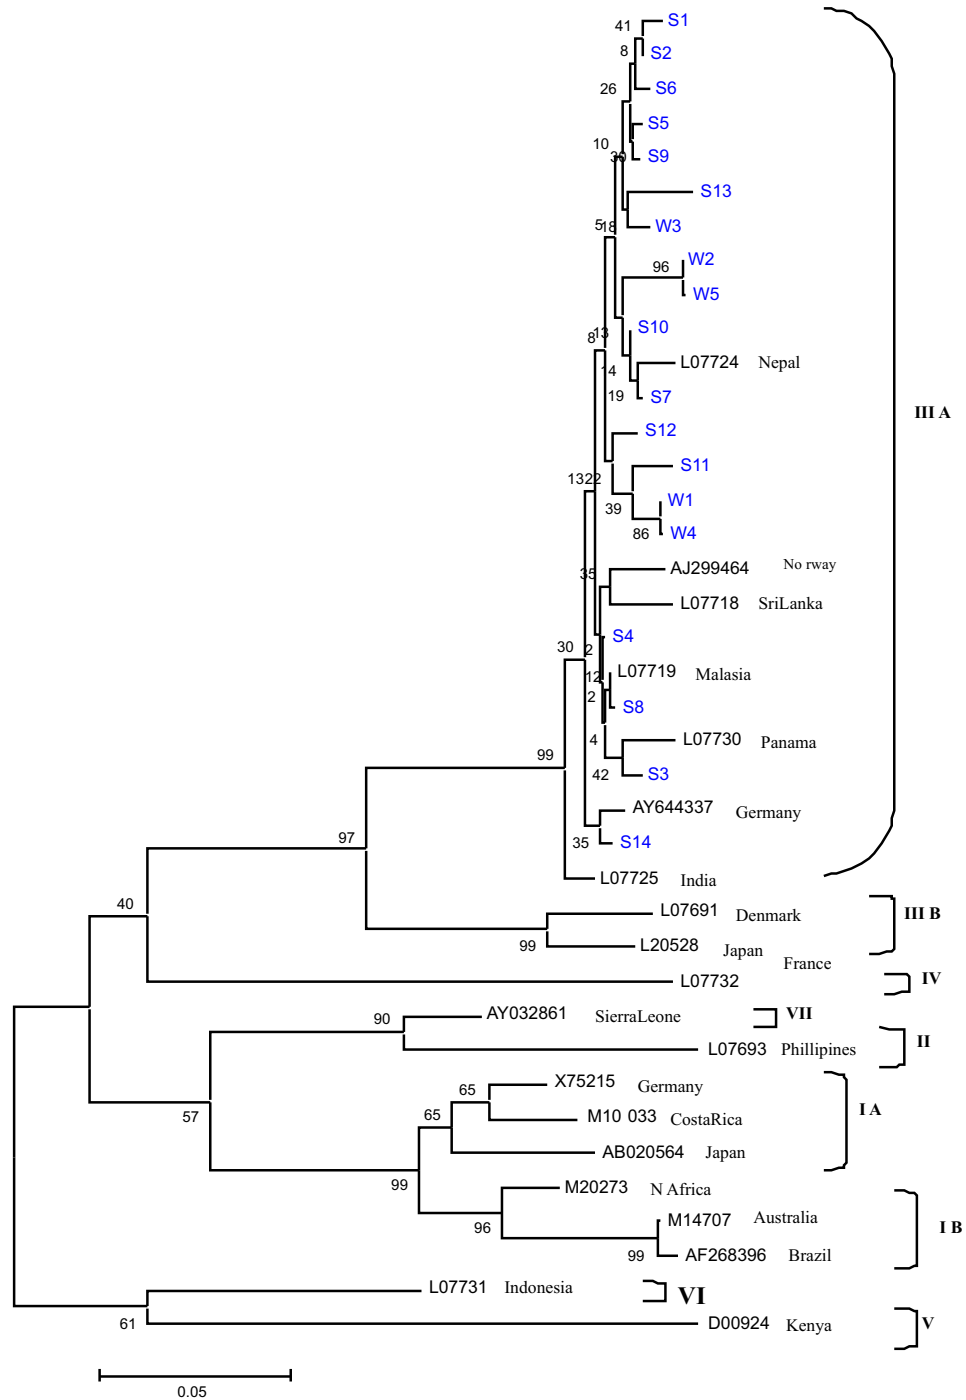 41 S1
8 S2
26 S6
S5
10 30 S9
S13
5 18 W3
96 W2
W5
8 13 S10
L07724 Nepal
14
19 S7
III A
S12
S11
13 22
39 W1
86 W4
AJ299464 No rway
35
L07718 SriLanka
S4
30 2
12 L07719 Malasia
2 S8
4 L07730 Panama
99
42 S3
AY644337 Germany
97 35 S14
L07725 India
40 L07691 Denmark III B
99 L20528 Japan
France
L07732 IV
90 AY032861 SierraLeone VII
L07693 Phillipines II
65 X75215 Germany
57 65 M10 033 CostaRica I A
AB020564 Japan
99 M20273 N Africa
96 M14707 Australia I B
99 AF268396 Brazil
L07731 Indonesia VI
61 D00924 Kenya V
0.05